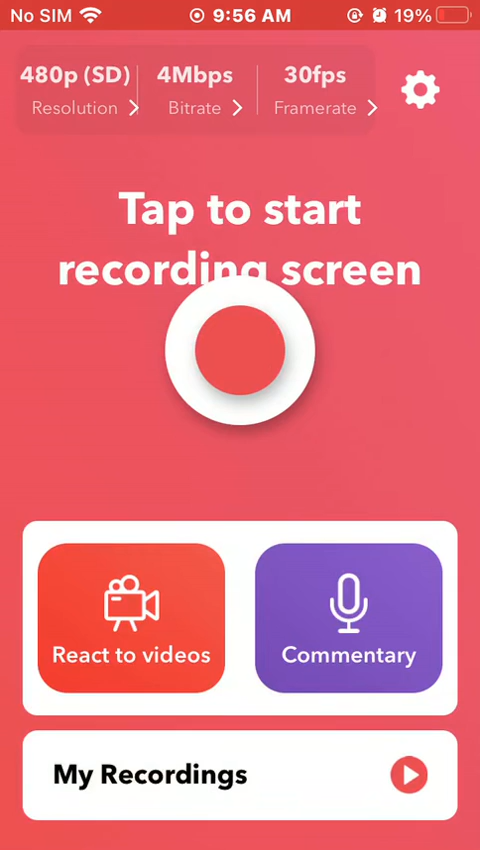 No SIM 9:56 AM 19%
480p (SD) 4Mbps 30fps
Resolution Bitrate Framerate
Tap to start
recording screen
React to videos Commentary
My Recordings